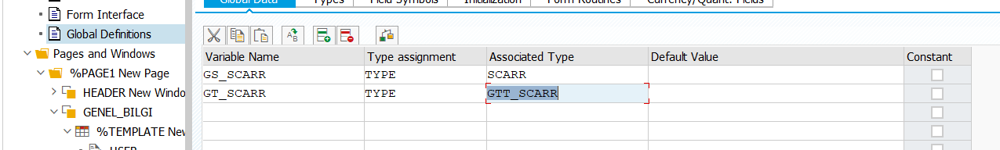 Global Data Types Field Symbols Initialization Form Routines Currency/Quant. Fields
Form Interface
Global Definitions
Pages and Windows
%PAGE1 New Page
HEADER New Windo
GENEL_BILGI
%TEMPLATE New
USER
Variable Name Type assignment Associated Type Default Value Constant
GS_SCARR TYPE SCARR
GT_SCARR TYPE GTT_SCARR